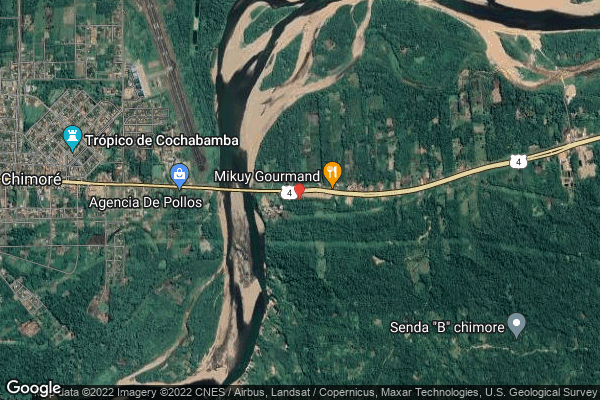 Trópico de Cochabamba
4
Chimoré
Mikuy Gourmand
4
Agencia De Pollos
Senda "B" chimore
Google
data ©2022 Imagery ©2022 CNES / Airbus, Landsat / Copernicus, Maxar Technologies, U.S. Geological Survey